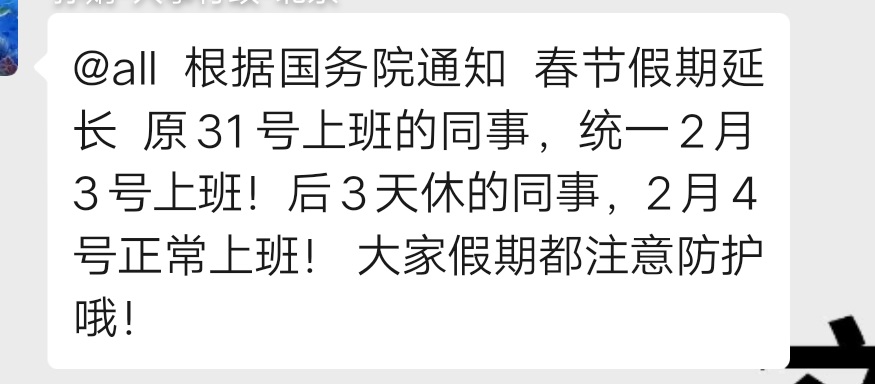 @all 根据国务院通知 春节假期延
长 原31号上班的同事，统一2月
3号上班！后3天休的同事，2月4
号正常上班！ 大家假期都注意防护
哦！